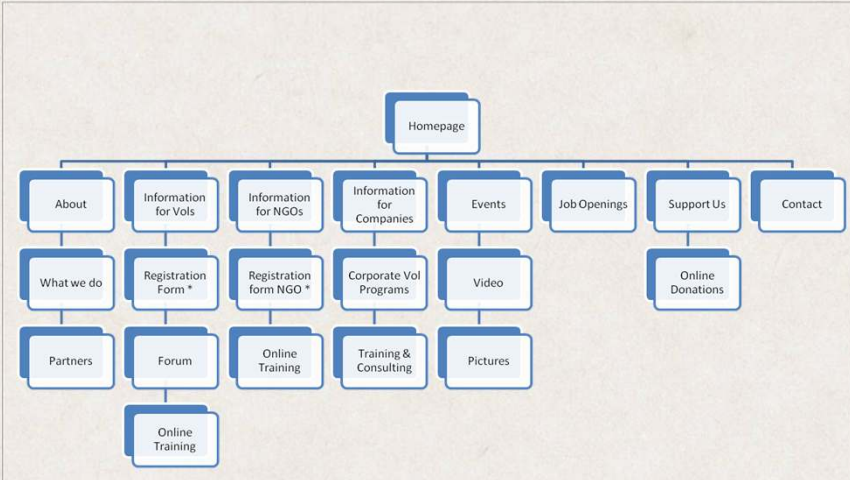 Homepage
About
Information
for Vols
Information
for NGOs
Information
for
Companies
Events
Job Openings
Support Us
Contact
What we do
Registration
Form *
Registration
form NGO *
Corporate Vol
Programs
Video
Online
Donations
Partners
Forum
Online
Training
Training &
Consulting
Pictures
Online
Training